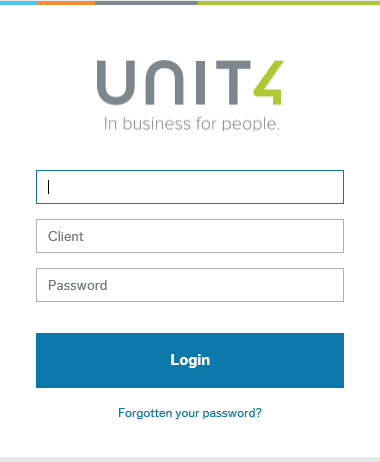 UNIT4
In business for people.
Client
Password
Login
Forgotten your password?